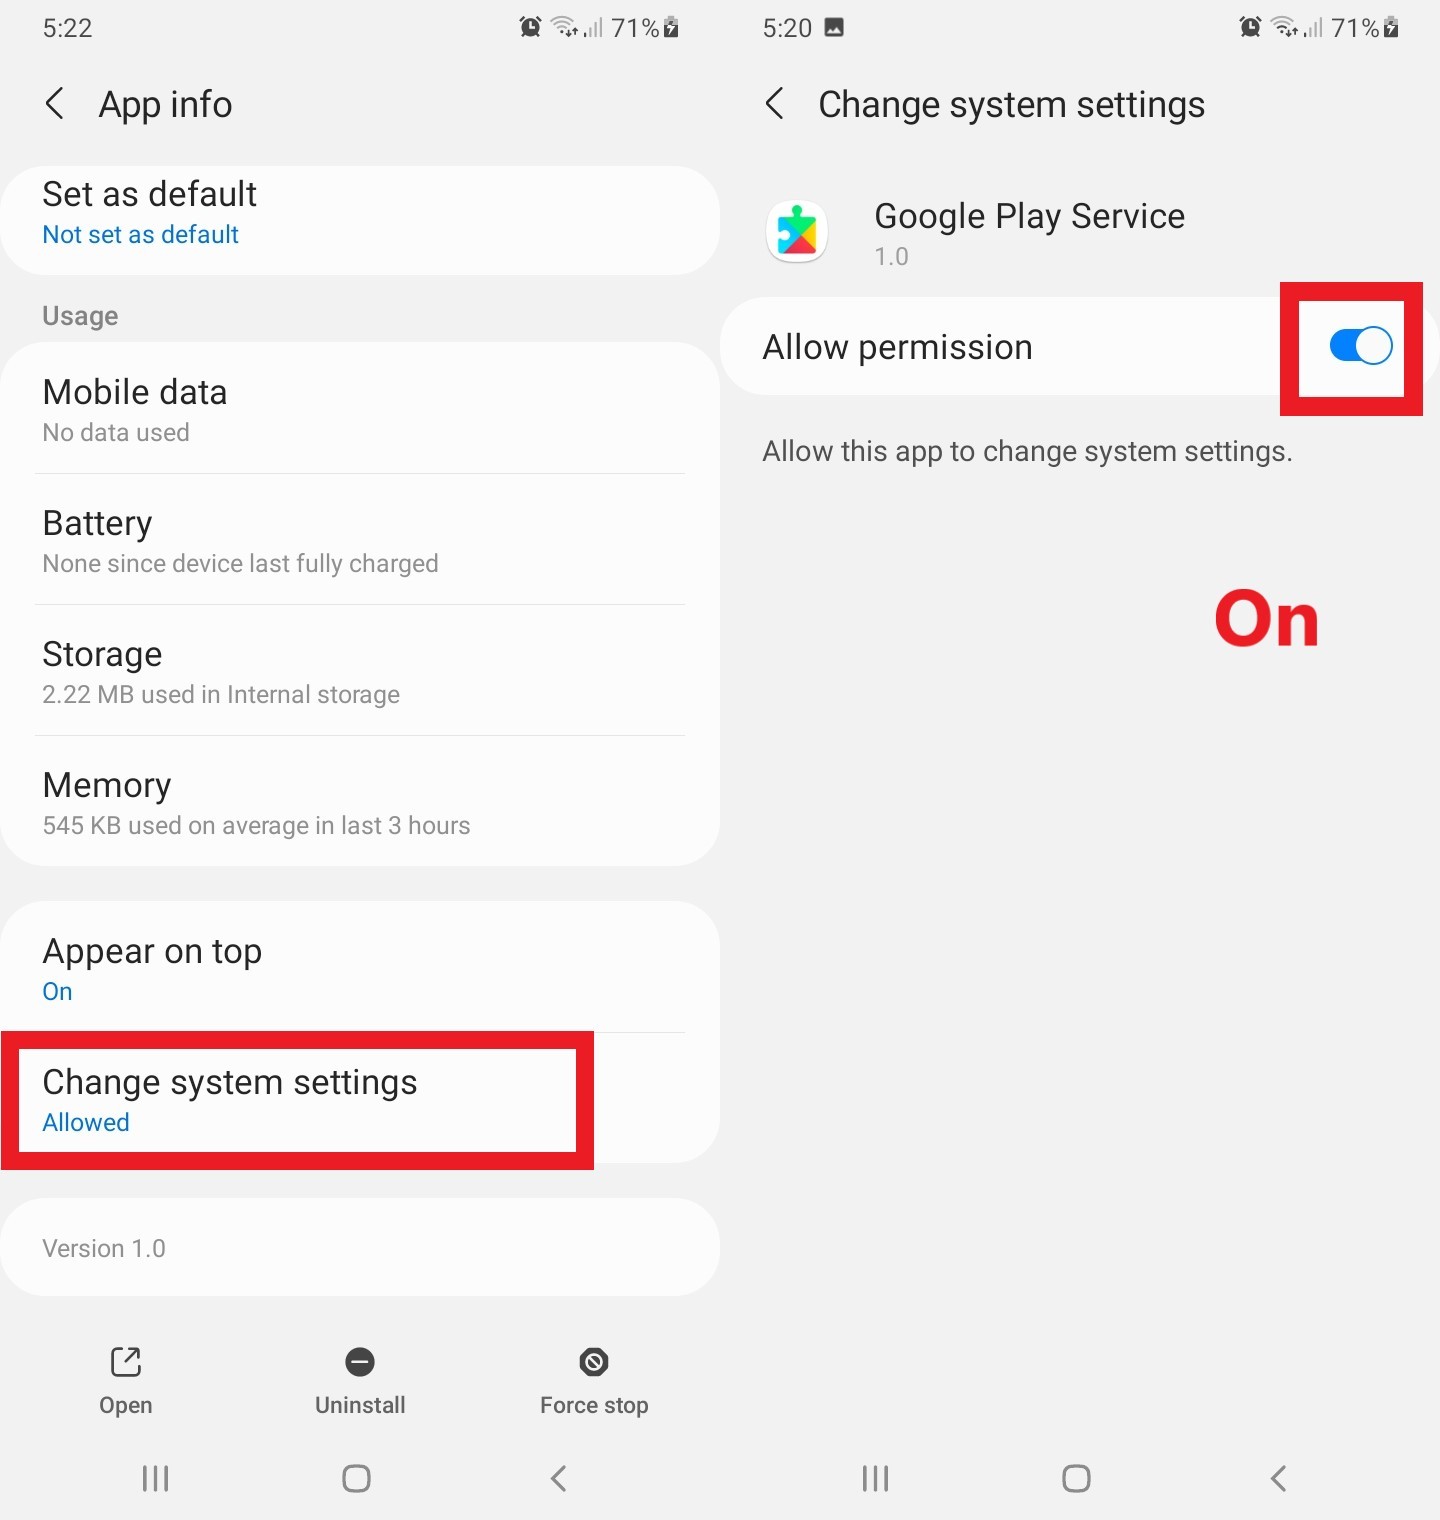 5:22
71%
App info
Set as default
Not set as default
Usage
Mobile data
No data used
Battery
None since device last fully charged
Storage
2.22 MB used in Internal storage
Memory
545 KB used on average in last 3 hours
Appear on top
On
Change system settings
Allowed
Version 1.0
Open
Uninstall
Force stop
5:20
71%
Change system settings
Google Play Service
1.0
Allow permission
Allow this app to change system settings.
On